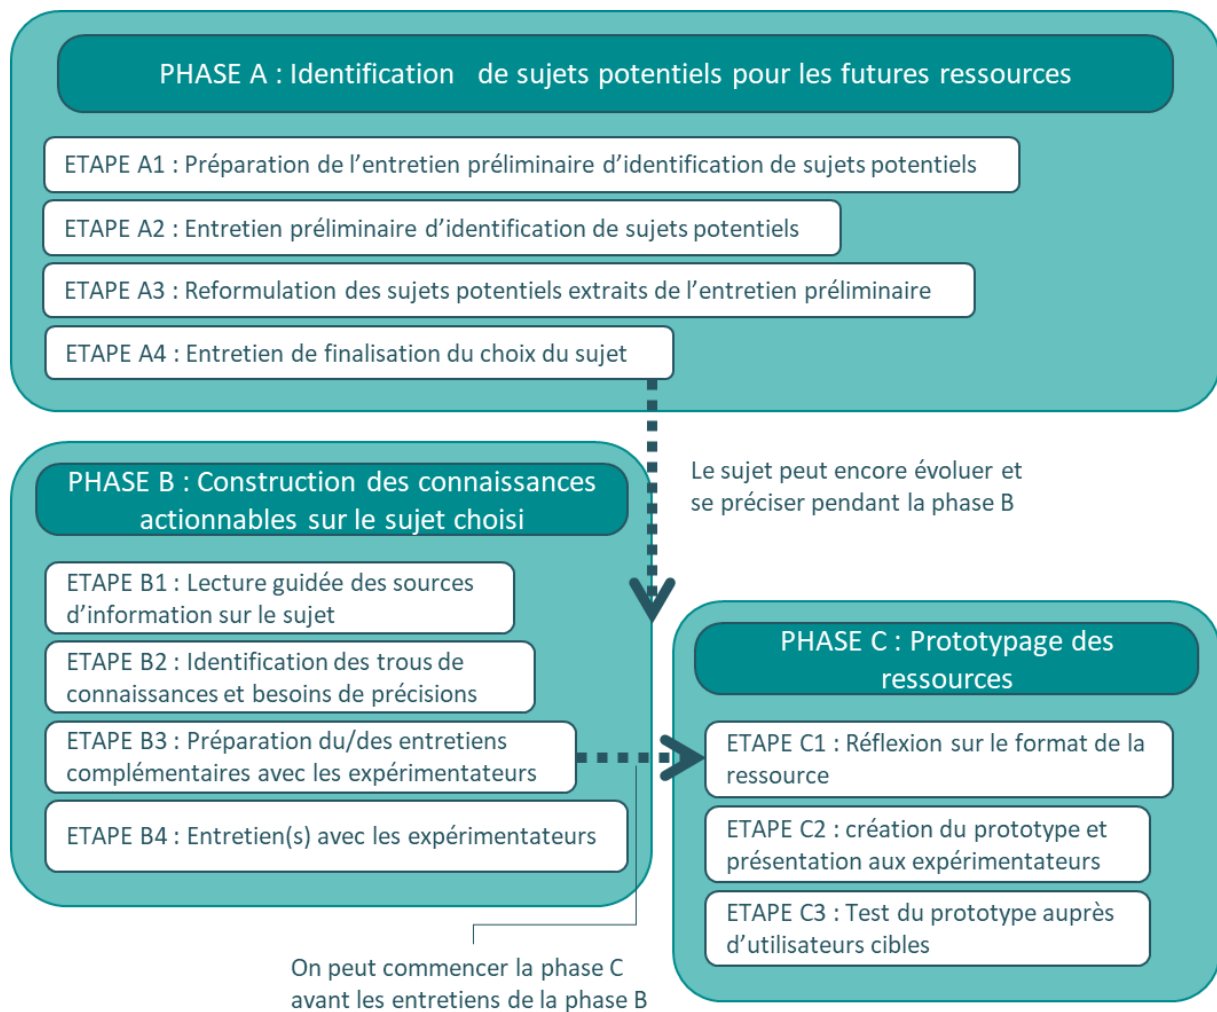 PHASE A : Identification de sujets potentiels pour les futures ressources
ETAPE A1 : Préparation de l’entretien préliminaire d’identification de sujets potentiels
ETAPE A2 : Entretien préliminaire d’identification de sujets potentiels
ETAPE A3 : Reformulation des sujets potentiels extraits de l’entretien préliminaire
ETAPE A4 : Entretien de finalisation du choix du sujet
Le sujet peut encore évoluer et
se préciser pendant la phase B
PHASE B : Construction des connaissances
actionnables sur le sujet choisi
ETAPE B1 : Lecture guidée des sources
d’information sur le sujet
ETAPE B2 : Identification des trous de
connaissances et besoins de précisions
ETAPE B3 : Préparation du/des entretiens
complémentaires avec les expérimentateurs
ETAPE B4 : Entretien(s) avec les expérimentateurs
On peut commencer la phase C
avant les entretiens de la phase B
PHASE C : Prototypage des
ressources
ETAPE C1 : Réflexion sur le format de la
ressource
ETAPE C2 : création du prototype et
présentation aux expérimentateurs
ETAPE C3 : Test du prototype auprès
d’utilisateurs cibles